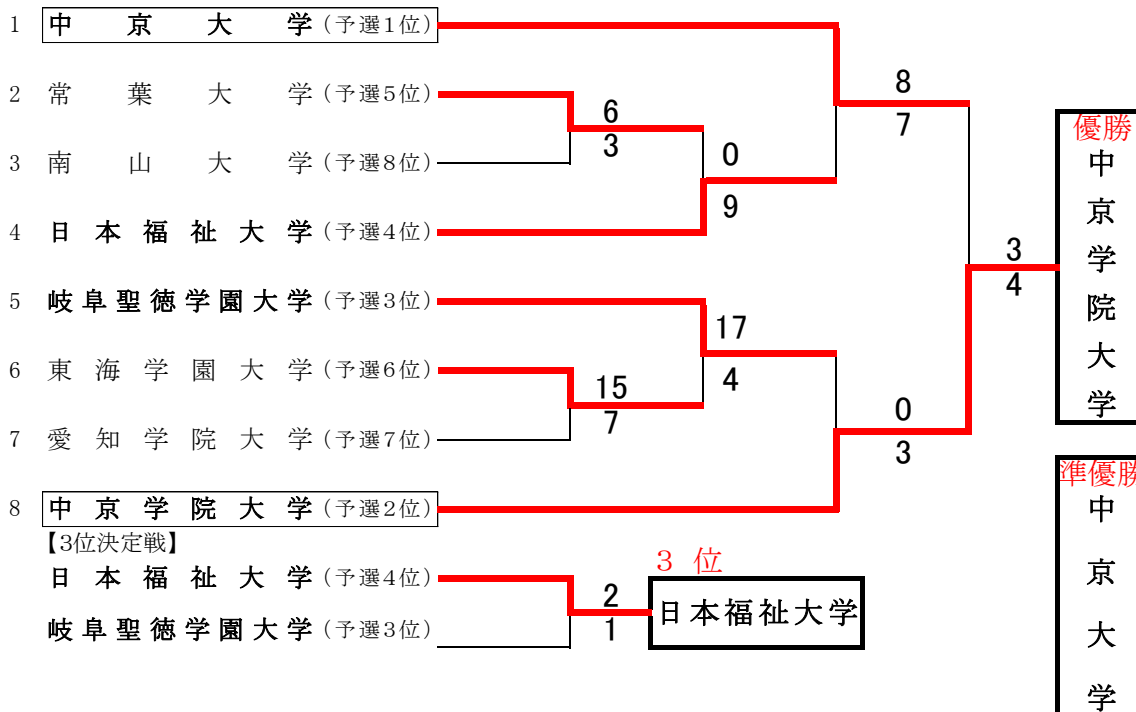 1 中京大学(予選1位)
2 常葉大学(予選5位)
3 南山大学(予選8位)
4 日本福祉大学(予選4位)
5 岐阜聖徳学園大学(予選3位)
6 東海学園大学(予選6位)
7 愛知学院大学(予選7位)
8 中京学院大学(予選2位)
6
3
0
9
17
4
15
7
8
7
0
3
3
4
優勝
中京学院大学
準優勝
中京大学
【3位決定戦】
日本福祉大学(予選4位)
岐阜聖徳学園大学(予選3位)
2
1
3 位
日本福祉大学